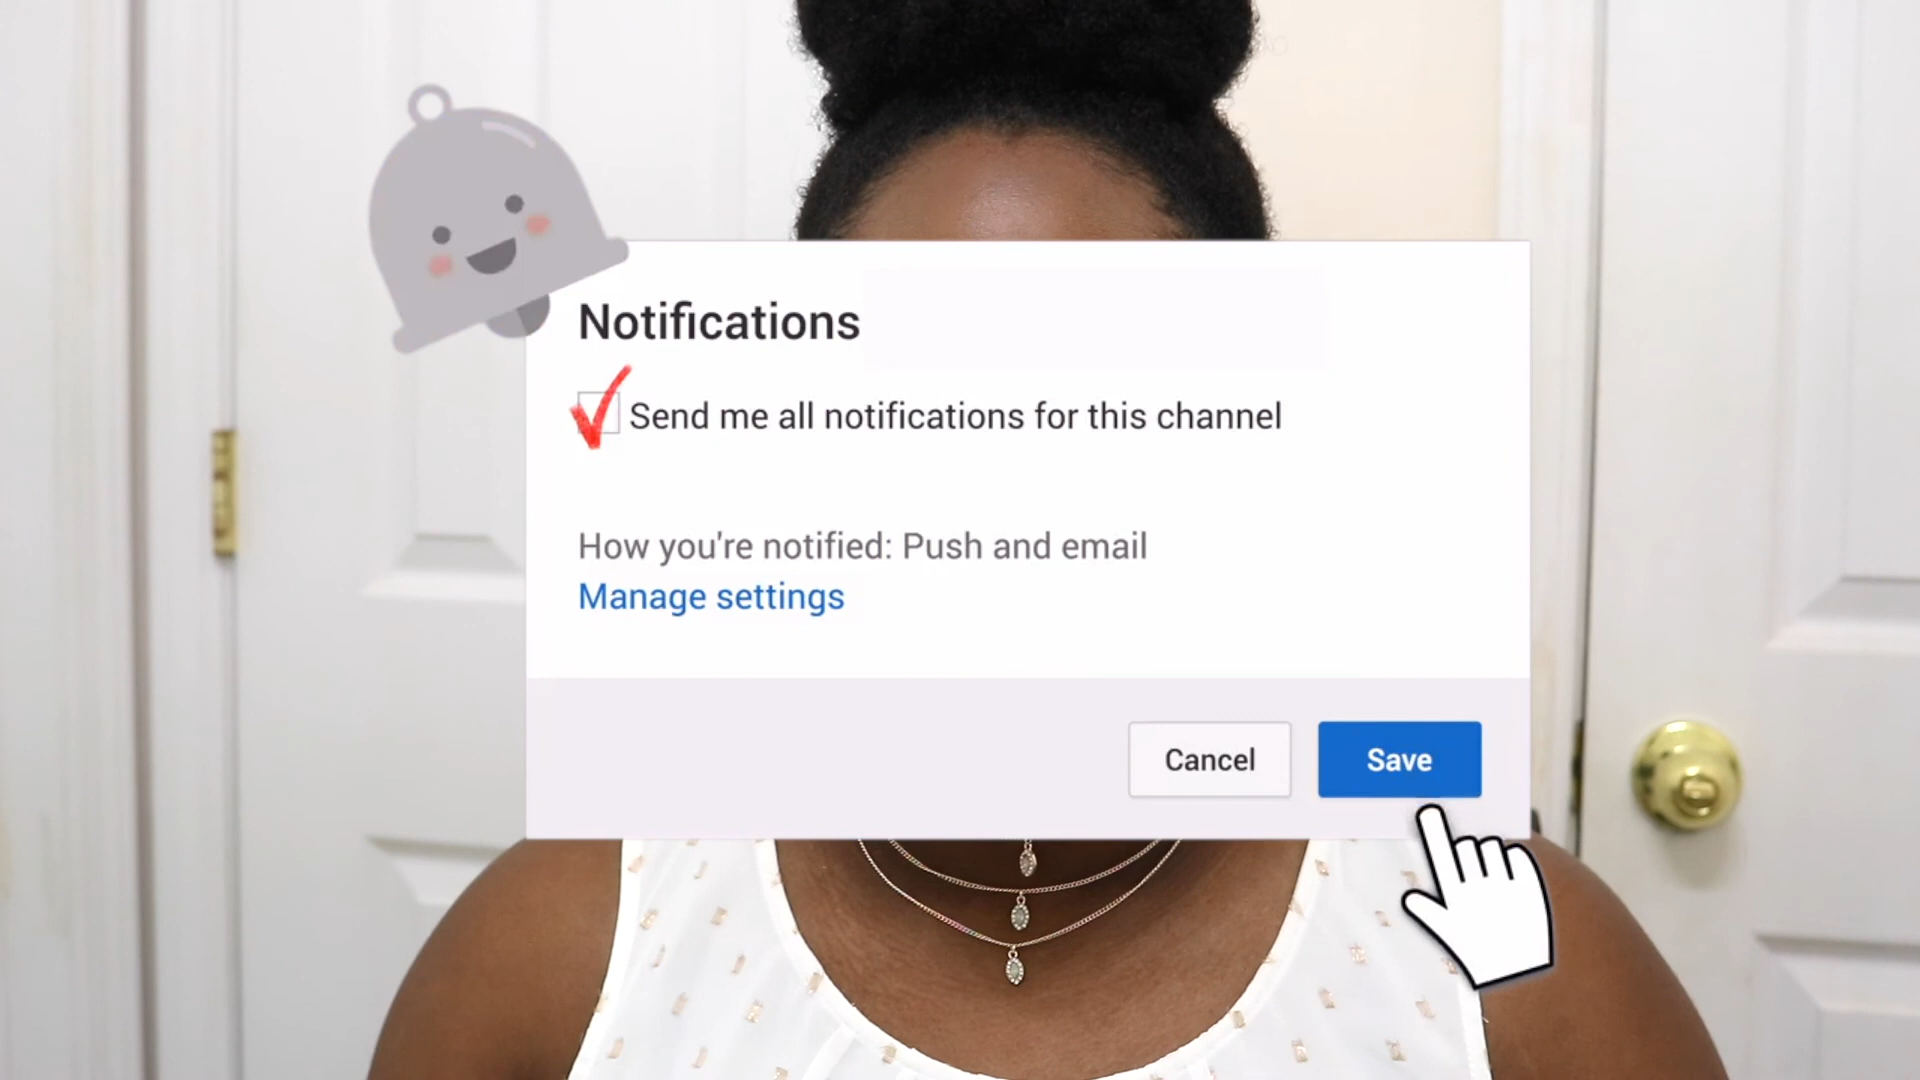 Notifications
Send me all notifications for this channel
How you're notified: Push and email
Manage settings
Cancel
Save